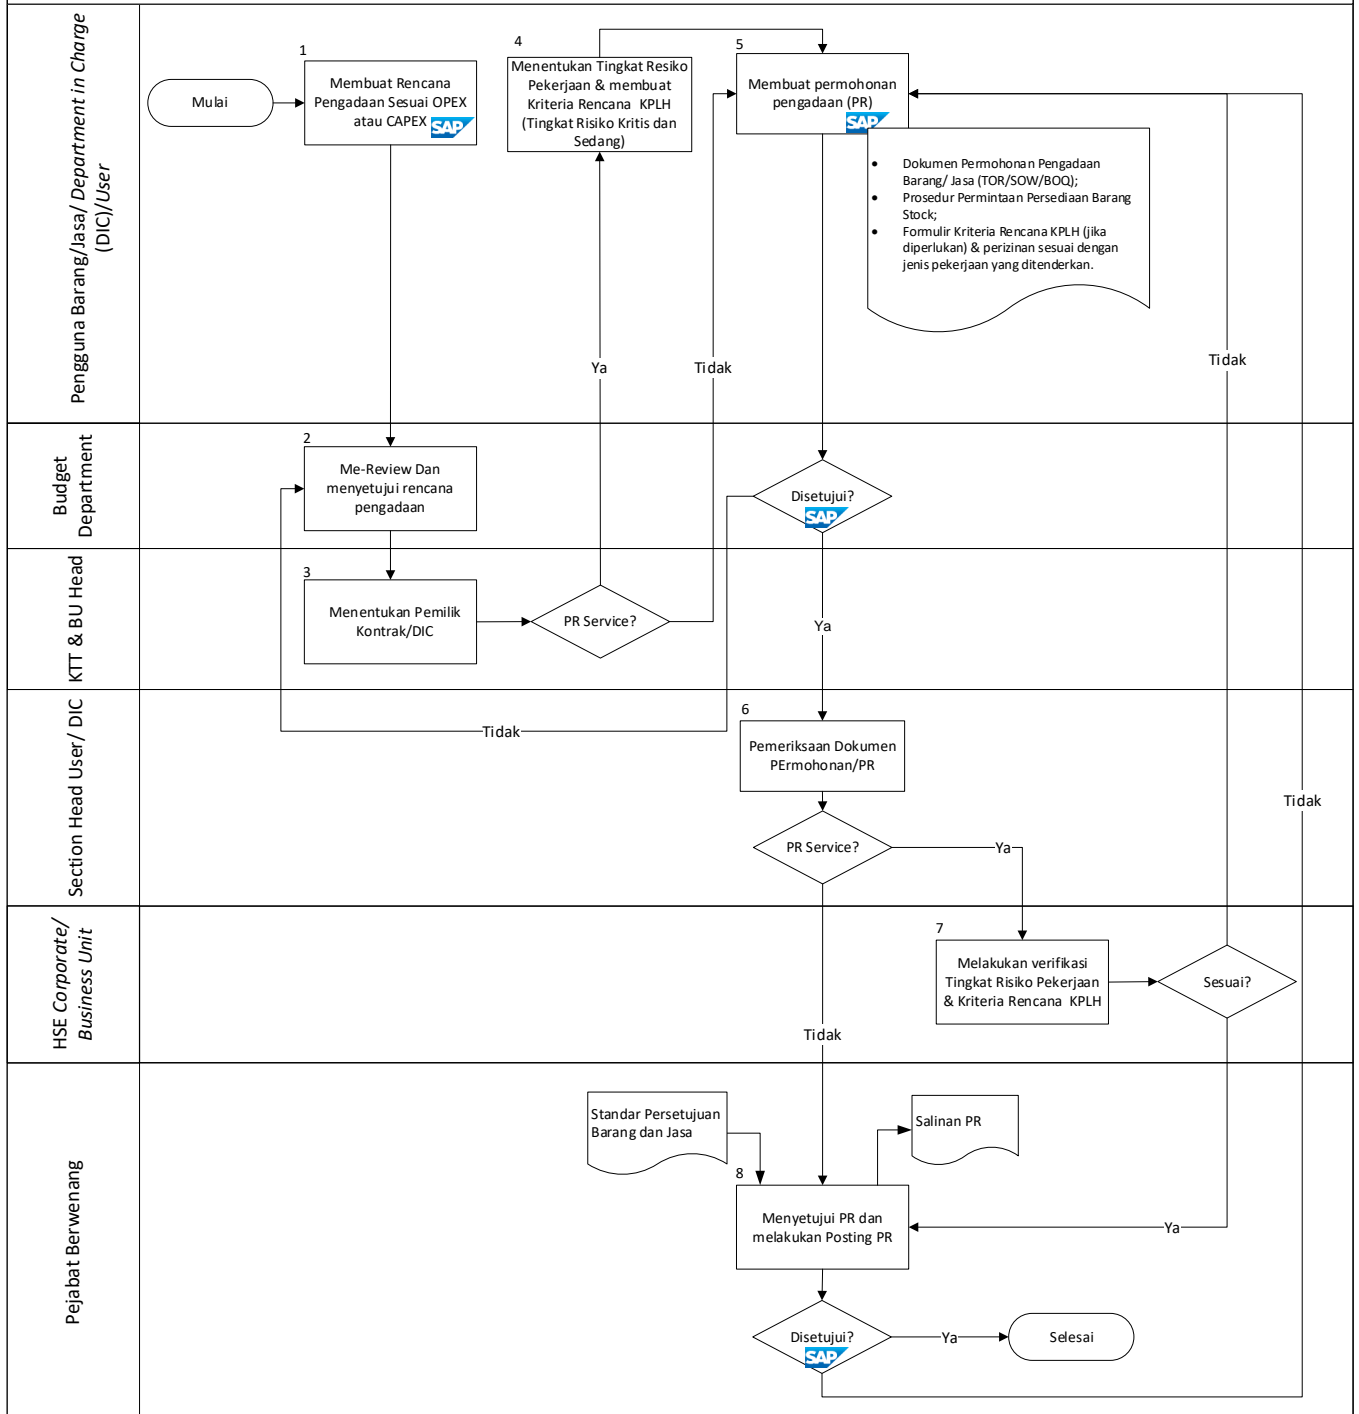 Pengguna Barang/Jasa/ Department in Charge
(DIC)/User
Mulai
1
Membuat Rencana
Pengadaan Sesuai OPEX
atau CAPEX
SAP
4
Menentukan Tingkat Resiko
Pekerjaan & membuat
Kriteria Rencana KPLH
(Tingkat Risiko Kritis dan
Sedang)
5
Membuat permohonan
pengadaan (PR)
SAP
• Dokumen Permohonan Pengadaan
Barang/ Jasa (TOR/SOW/BOQ);
• Prosedur Permintaan Persediaan Barang
Stock;
• Formulir Kriteria Rencana KPLH (jika
diperlukan) & perizinan sesuai dengan
jenis pekerjaan yang ditenderkan.
Ya
Tidak
Tidak
Budget
Department
2
Me-Review Dan
menyetujui rencana
pengadaan
Disetujui?
SAP
KTT & BU Head
3
Menentukan Pemilik
Kontrak/DIC
PR Service?
Ya
Section Head User/ DIC
Tidak
6
Pemeriksaan Dokumen
PErmohonan/PR
Tidak
PR Service?
Ya
HSE Corporate/
Business Unit
7
Melakukan verifikasi
Tingkat Risiko Pekerjaan
& Kriteria Rencana KPLH
Sesuai?
Tidak
Pejabat Berwenang
Standar Persetujuan
Barang dan Jasa
Salinan PR
8
Menyetujui PR dan
melakukan Posting PR
Ya
Disetujui?
SAP
Ya
Selesai